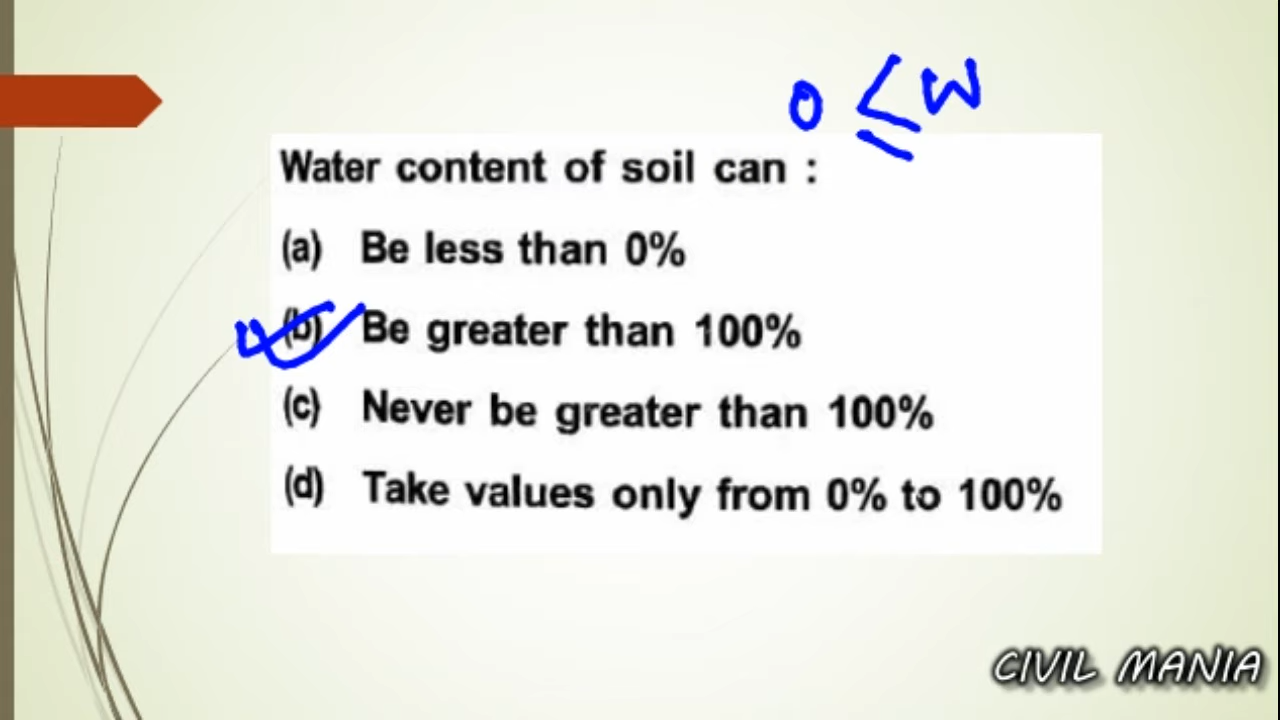 0 ≤ W
Water content of soil can :
(a) Be less than 0%
(b) Be greater than 100%
(c) Never be greater than 100%
(d) Take values only from 0% to 100%
CIVIL MANIA